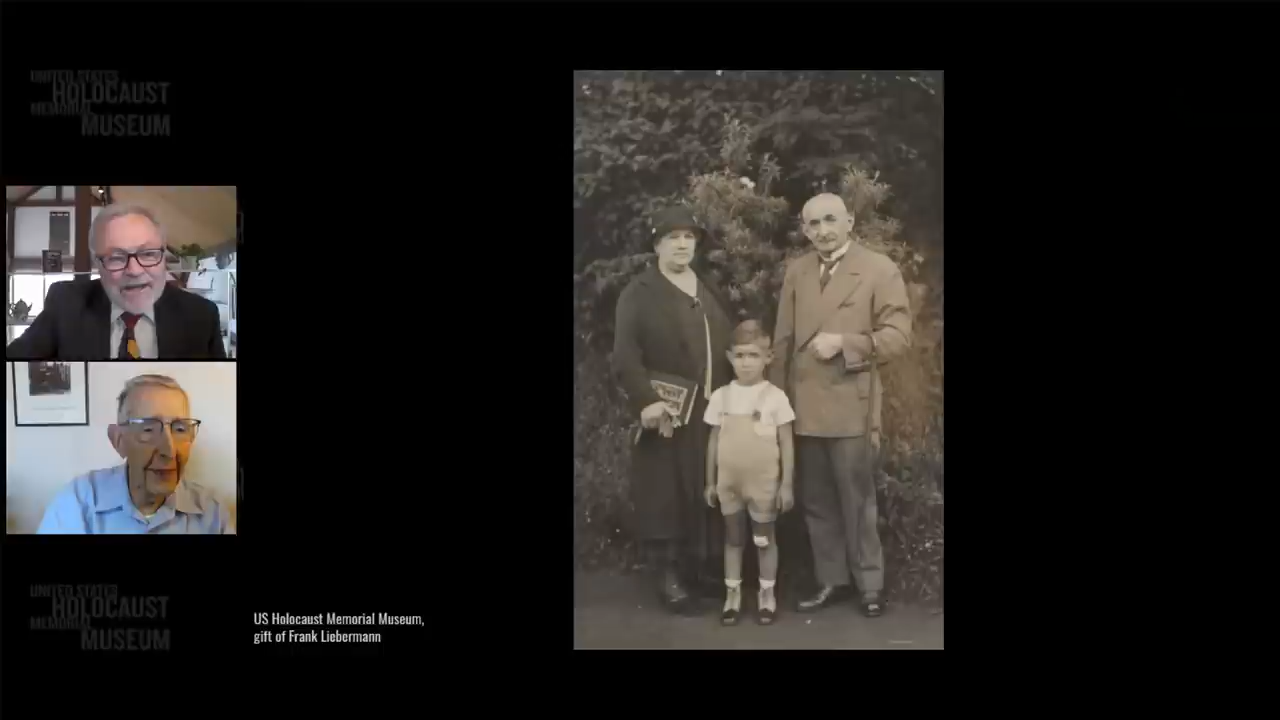 UNITED STATES
HOLOCAUST
MEMORIAL
MUSEUM
UNITED STATES
HOLOCAUST
MEMORIAL
MUSEUM
US Holocaust Memorial Museum,
gift of Frank Liebermann